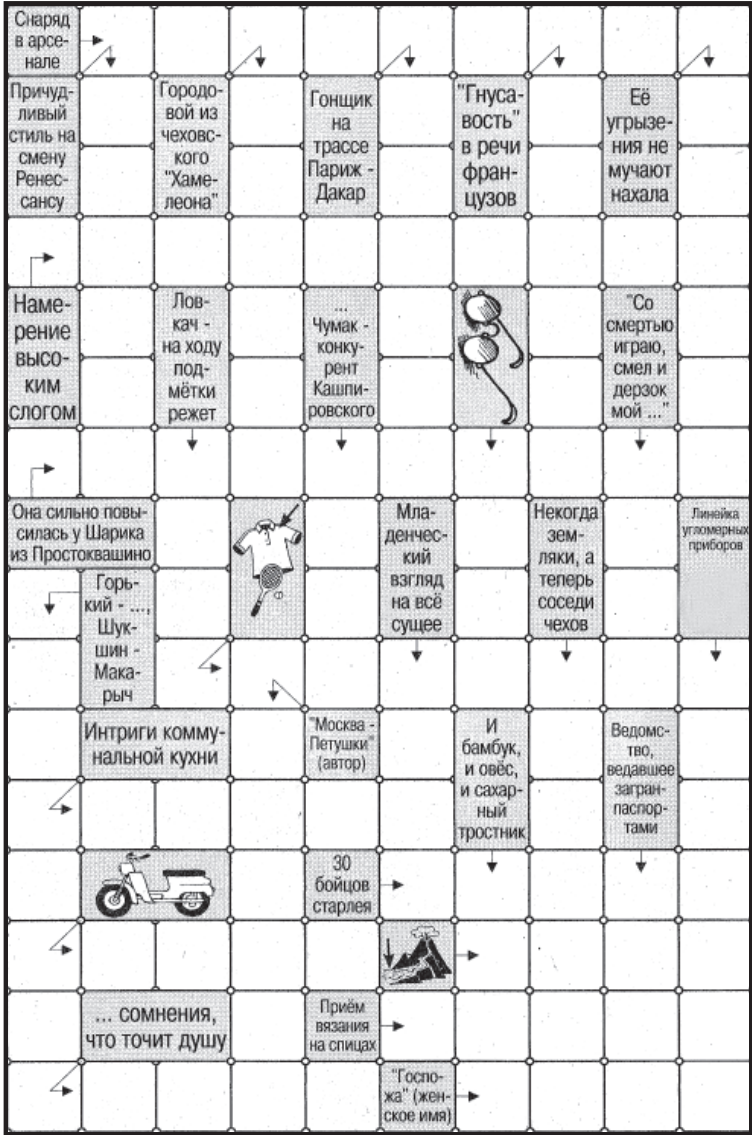 Снаряд
в арсе-
нале
Причуд-
ливый
стиль на
смену
Ренес-
сансу
Городо-
вой из
чеховс-
кого
"Хаме-
леона"
Гонщик
на
трассе
Париж -
Дакар
"Гнуса-
вость"
в речи
фран-
цузов
Её
угрызе-
ния не
мучают
нахала
Наме-
рение
высо-
ким
слогом
Лов-
кач -
на ходу
под-
мётки
режет
...
Чумак -
конку-
рент
Кашпи-
ровского
"Со
смертью
играю,
смел и
дерзок
мой ..."
Она сильно повы-
силась у Шарика
из Простоквашино
Мла-
денчес-
кий
взгляд
на всё
сущее
Некогда
зем-
ляки, а
теперь
соседи
чехов
Линейка
угломерных
приборов
Горь-
кий - ...,
Шук-
шин -
Мака-
рыч
Интриги комму-
нальной кухни
"Москва -
Петушки"
(автор)
И
бамбук,
и овёс,
и сахар-
ный
тростник
Ведомс-
тво,
ведавшее
загран-
паспор-
тами
30
бойцов
старлея
... сомнения,
что точит душу
Приём
вязания
на спицах
"Госпо-
жа" (жен-
ское имя)